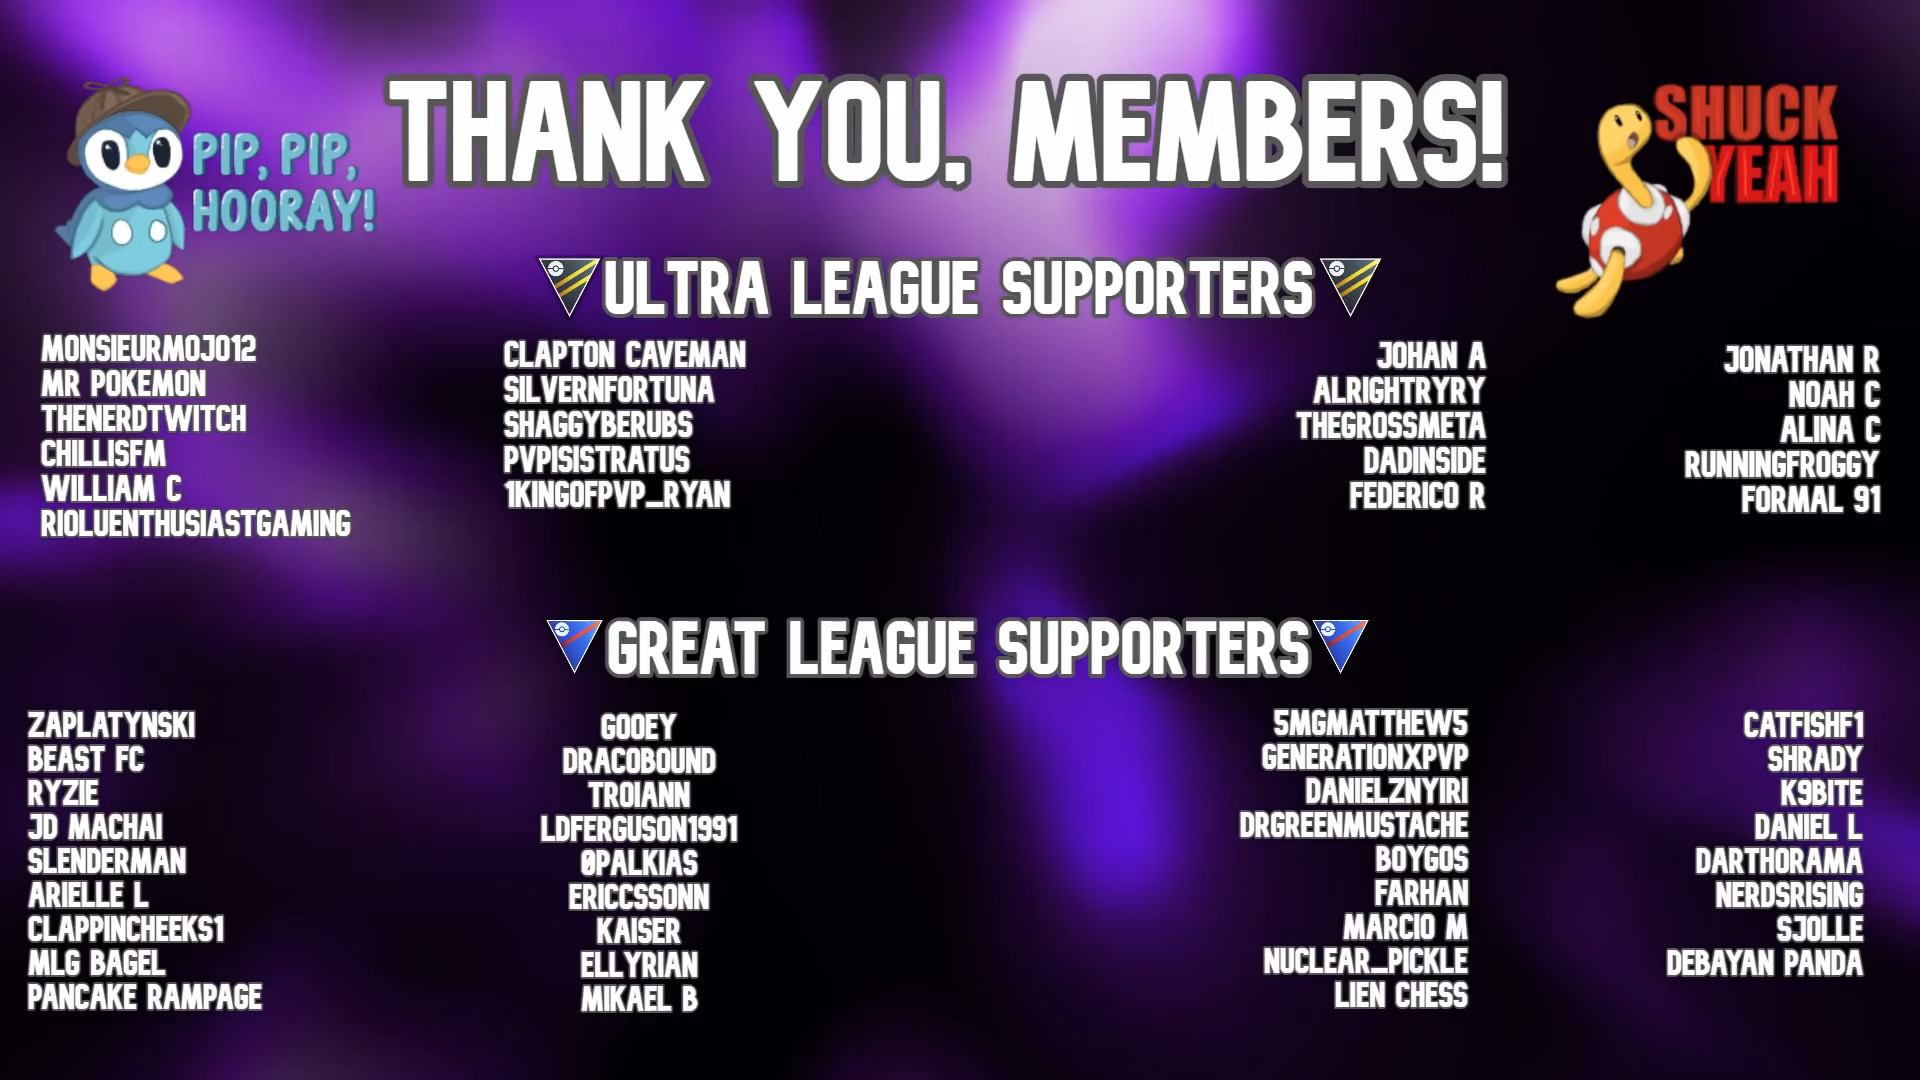 THANK YOU, MEMBERS!
PIP, PIP,
HOORAY!
SHUCK
YEAH
ULTRA LEAGUE SUPPORTERS
MONSIEURMOJO12
MR POKEMON
THENERDTWITCH
CHILLISFM
WILLIAM C
RIOLUENTHUSIASTGAMING
CLAPTON CAVEMAN
SILVERNFORTUNA
SHAGGYBERUBS
PVPISISTRATUS
1KINGOFPVP_RYAN
JOHAN A
ALRIGHTRYRY
THEGROSSMETA
DADINSIDE
FEDERICO R
JONATHAN R
NOAH C
ALINA C
RUNNINGFROGGY
FORMAL 91
GREAT LEAGUE SUPPORTERS
ZAPLATYNSKI
BEAST FC
RYZIE
JD MACHAI
SLENDERMAN
ARIELLE L
CLAPPINCHEEKS1
MLG BAGEL
PANCAKE RAMPAGE
GOOEY
DRACOBOUND
TROIANN
LDFERGUSON1991
0PALKIAS
ERICCSSONN
KAISER
ELLYRIAN
MIKAEL B
5MGMATTHEW5
GENERATIONXPVP
DANIELZNYIRI
DRGREENMUSTACHE
BOYGOS
FARHAN
MARCIO M
NUCLEAR_PICKLE
LIEN CHESS
CATFISHF1
SHRADY
K9BITE
DANIEL L
DARTHORAMA
NERDSRISING
SJOLLE
DEBAYAN PANDA